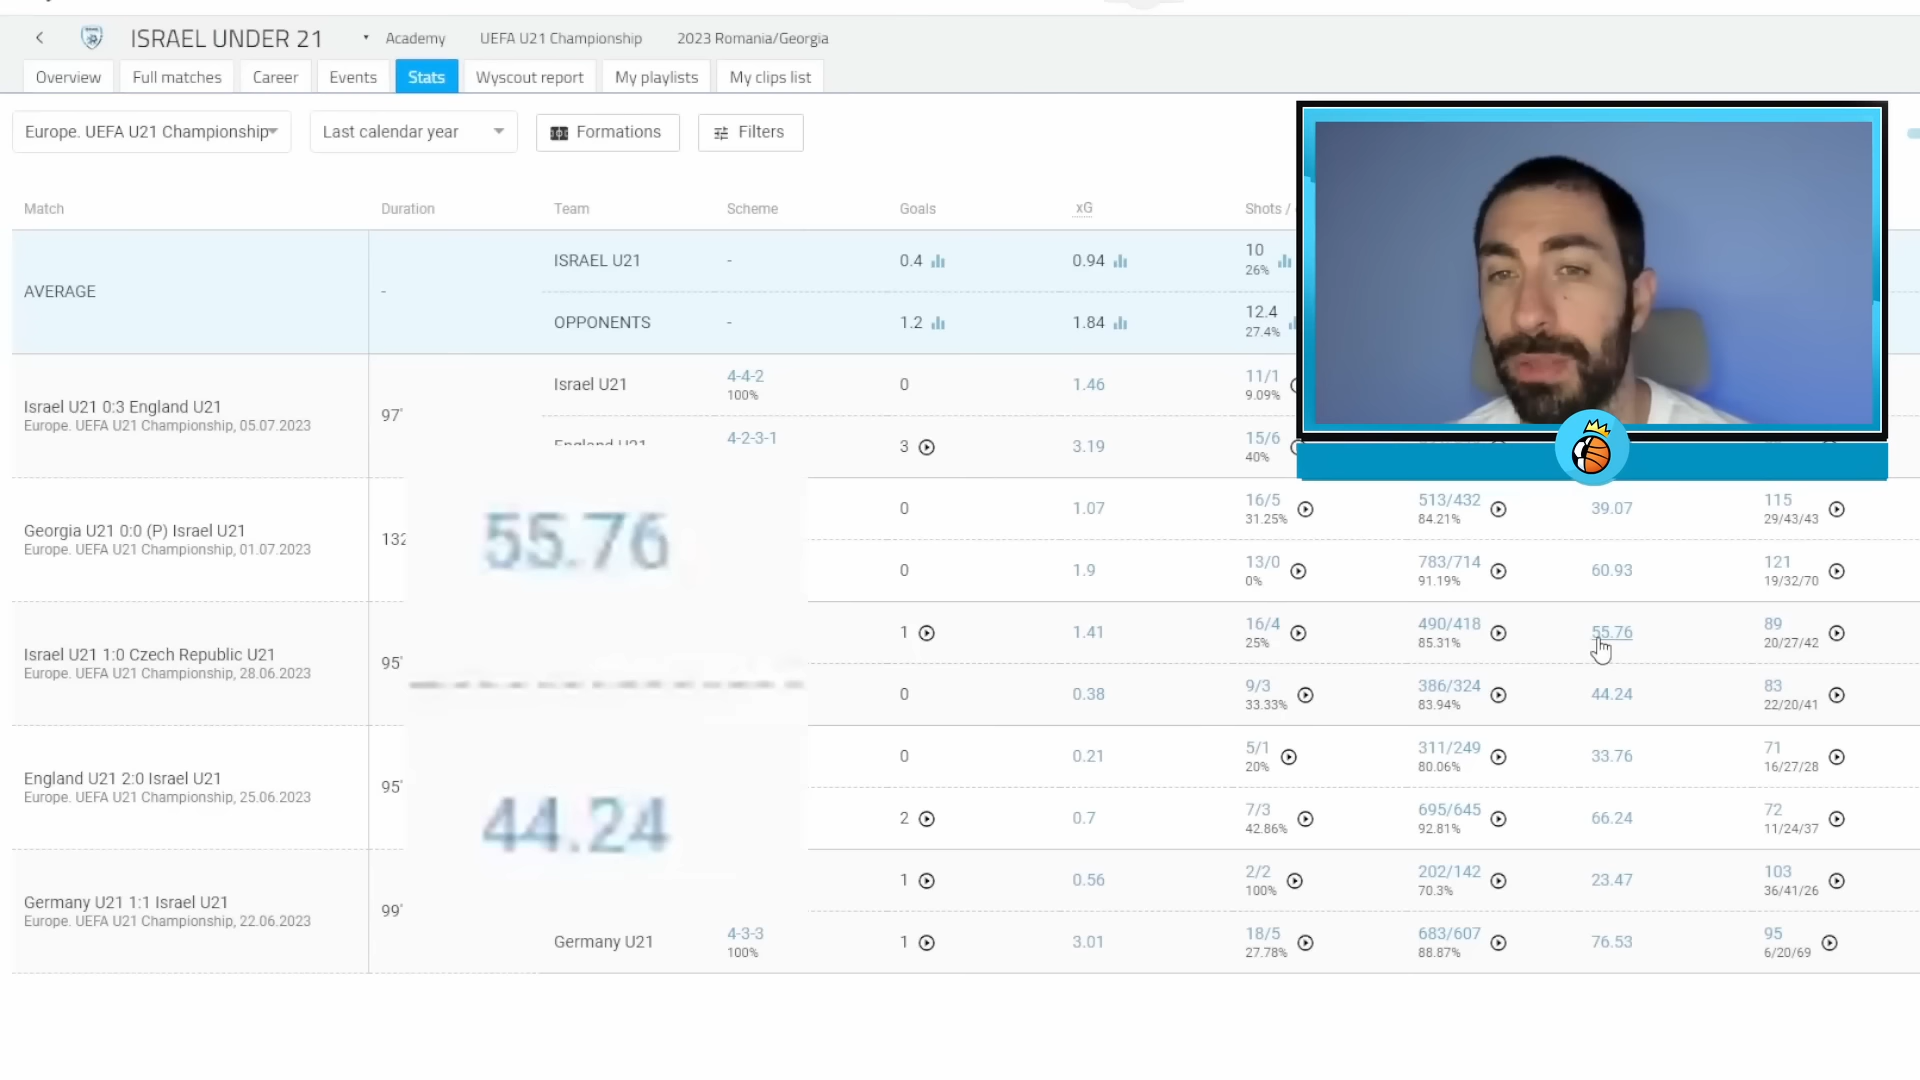 ISRAEL UNDER 21
Academy
UEFA U21 Championship
2023 Romania/Georgia
Overview
Full matches
Career
Events
Stats
Wyscout report
My playlists
My clips list
Europe. UEFA U21 Championship
Last calendar year
Formations
Filters
Match
Duration
Team
Scheme
Goals
xG
Shots /
AVERAGE
-
ISRAEL U21
-
0.4
0.94
10
26%
OPPONENTS
-
1.2
1.84
12.4
27.4%
Israel U21 0:3 England U21
Europe. UEFA U21 Championship, 05.07.2023
97'
Israel U21
4-4-2
100%
0
1.46
11/1
9.09%
England U21
4-2-3-1
3
3.19
15/6
40%
Georgia U21 0:0 (P) Israel U21
Europe. UEFA U21 Championship, 01.07.2023
132
0
1.07
16/5
31.25%
513/432
84.21%
39.07
115
29/43/43
0
1.9
13/0
0%
783/714
91.19%
60.93
121
19/32/70
55.76
Israel U21 1:0 Czech Republic U21
Europe. UEFA U21 Championship, 28.06.2023
95'
1
1.41
16/4
25%
490/418
85.31%
55.76
89
20/27/42
0
0.38
9/3
33.33%
386/324
83.94%
44.24
83
22/20/41
England U21 2:0 Israel U21
Europe. UEFA U21 Championship, 25.06.2023
95'
0
0.21
5/1
20%
311/249
80.06%
33.76
71
16/27/28
2
0.7
7/3
42.86%
695/645
92.81%
66.24
72
11/24/37
44.24
Germany U21 1:1 Israel U21
Europe. UEFA U21 Championship, 22.06.2023
99'
1
0.56
2/2
100%
202/142
70.3%
23.47
103
36/41/26
Germany U21
4-3-3
100%
1
3.01
18/5
27.78%
683/607
88.87%
76.53
95
6/20/69